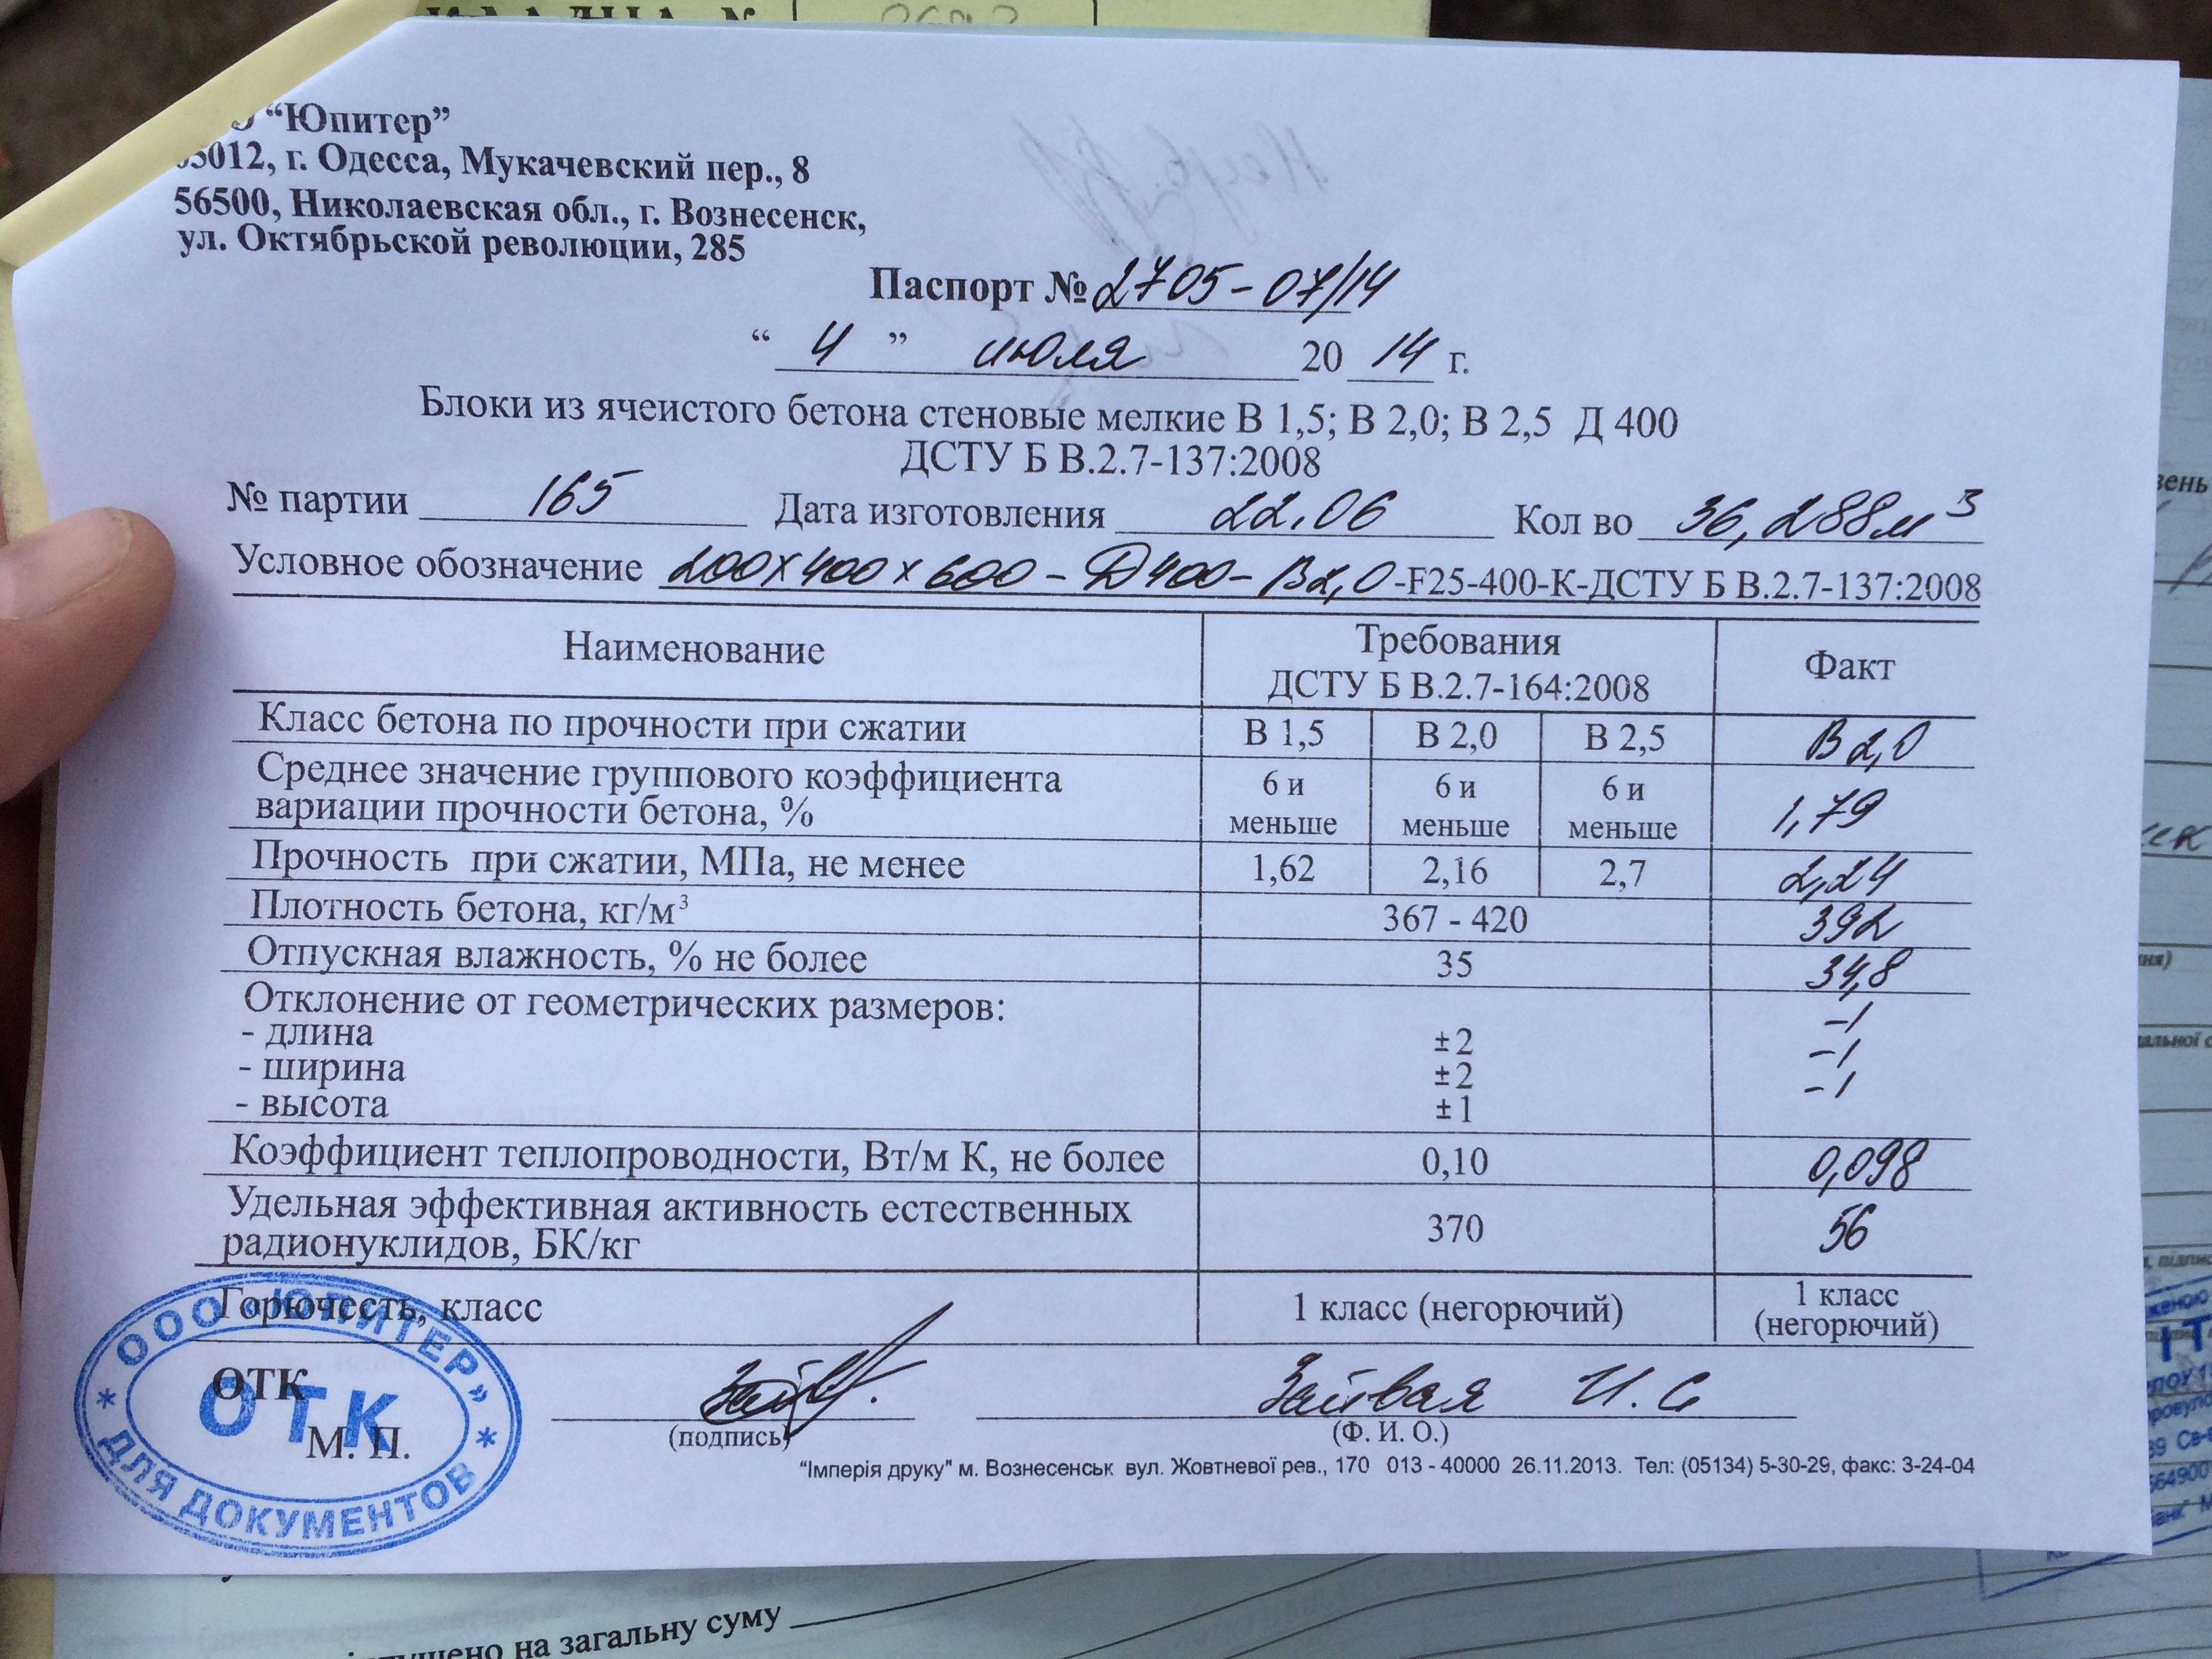 “Юпитер”
г. Одесса, Мукачевский пер., 8
56500, Николаевская обл., г. Вознесенск,
ул. Октябрьской революции, 285
Паспорт № 2705-07/14
“ 4 ” июля 20 14 г.
Блоки из ячеистого бетона стеновые мелкие В 1,5; В 2,0; В 2,5 Д 400
ДСТУ Б В.2.7-137:2008
№ партии 165 Дата изготовления 22.06 Кол во 36,288м³
Условное обозначение 200х400х600-Д400-В2,0-F25-400-К-ДСТУ Б В.2.7-137:2008
Наименование Требования Факт
ДСТУ Б В.2.7-164:2008
Класс бетона по прочности при сжатии В 1,5 В 2,0 В 2,5 В 2,0
Среднее значение группового коэффициента 6 и 6 и 6 и
вариации прочности бетона, % меньше меньше меньше 1,79
Прочность при сжатии, МПа, не менее 1,62 2,16 2,7 2,24
Плотность бетона, кг/м³ 367 - 420 392
Отпускная влажность, % не более 35 34,8
Отклонение от геометрических размеров:
- длина ±2 -1
- ширина ±2 -1
- высота ±1 -1
Коэффициент теплопроводности, Вт/м К, не более 0,10 0,098
Удельная эффективная активность естественных
радионуклидов, БК/кг 370 56
Горючесть, класс 1 класс (негорючий) 1 класс
(негорючий)
ООО «ЮПИТЕР»
ОТК
ДЛЯ ДОКУМЕНТОВ
ОТК
М. П.
Зайвая И.С
(подпись) (Ф. И. О.)
“Імперія друку" м. Вознесенськ вул. Жовтневої рев., 170 013 - 40000 26.11.2013. Тел: (05134) 5-30-29, факс: 3-24-04
на загальну суму